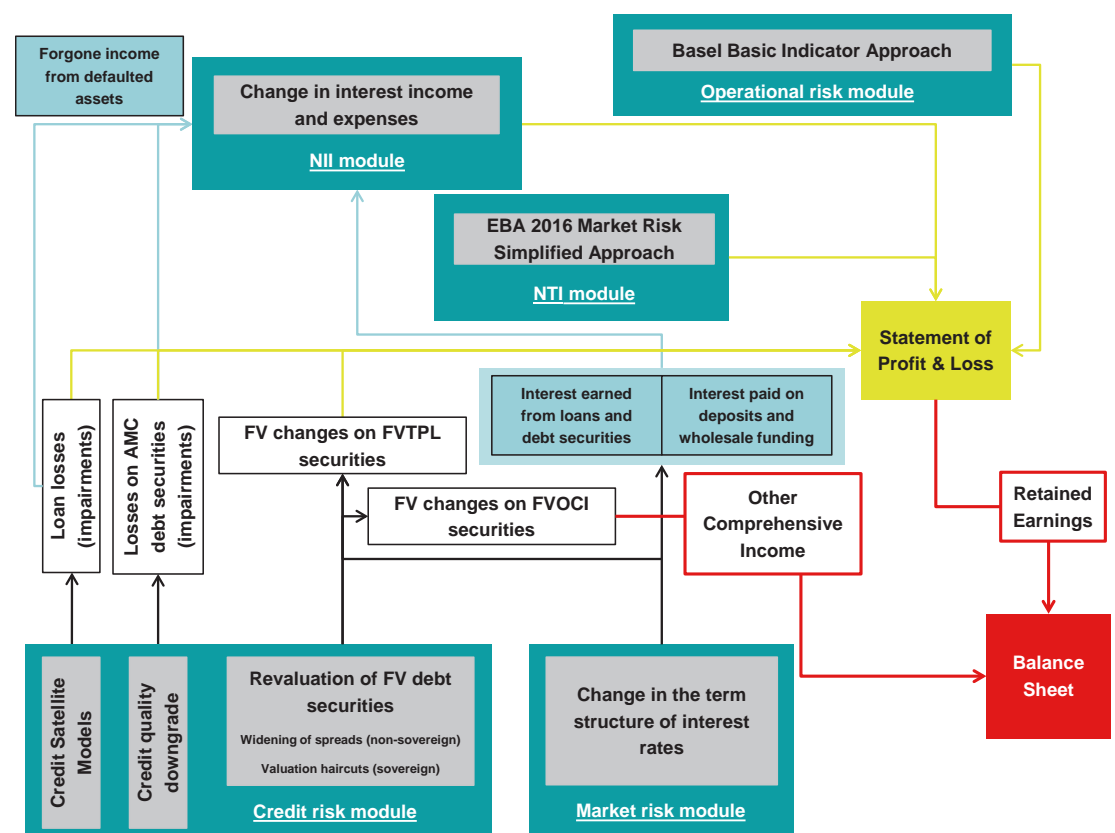 Forgone income
from defaulted
assets
Change in interest income
and expenses
NII module
Basel Basic Indicator Approach
Operational risk module
EBA 2016 Market Risk
Simplified Approach
NTI module
Statement of
Profit & Loss
Loan losses
(impairments)
Losses on AMC
debt securities
(impairments)
FV changes on FVTPL
securities
Interest earned
from loans and
debt securities
Interest paid on
deposits and
wholesale funding
FV changes on FVOCI
securities
Other
Comprehensive
Income
Retained
Earnings
Balance
Sheet
Credit Satellite
Models
Credit quality
downgrade
Revaluation of FV debt
securities
Widening of spreads (non-sovereign)
Valuation haircuts (sovereign)
Credit risk module
Change in the term
structure of interest
rates
Market risk module